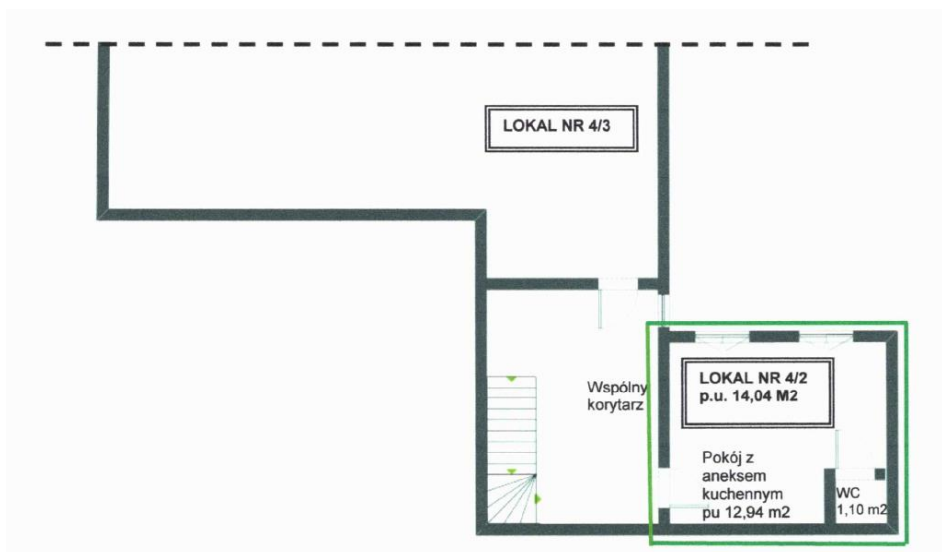 LOKAL NR 4/3
Wspólny
korytarz
LOKAL NR 4/2
p.u. 14,04 M2
Pokój z
aneksem
kuchennym
pu 12,94 m2
WC
1,10 m2